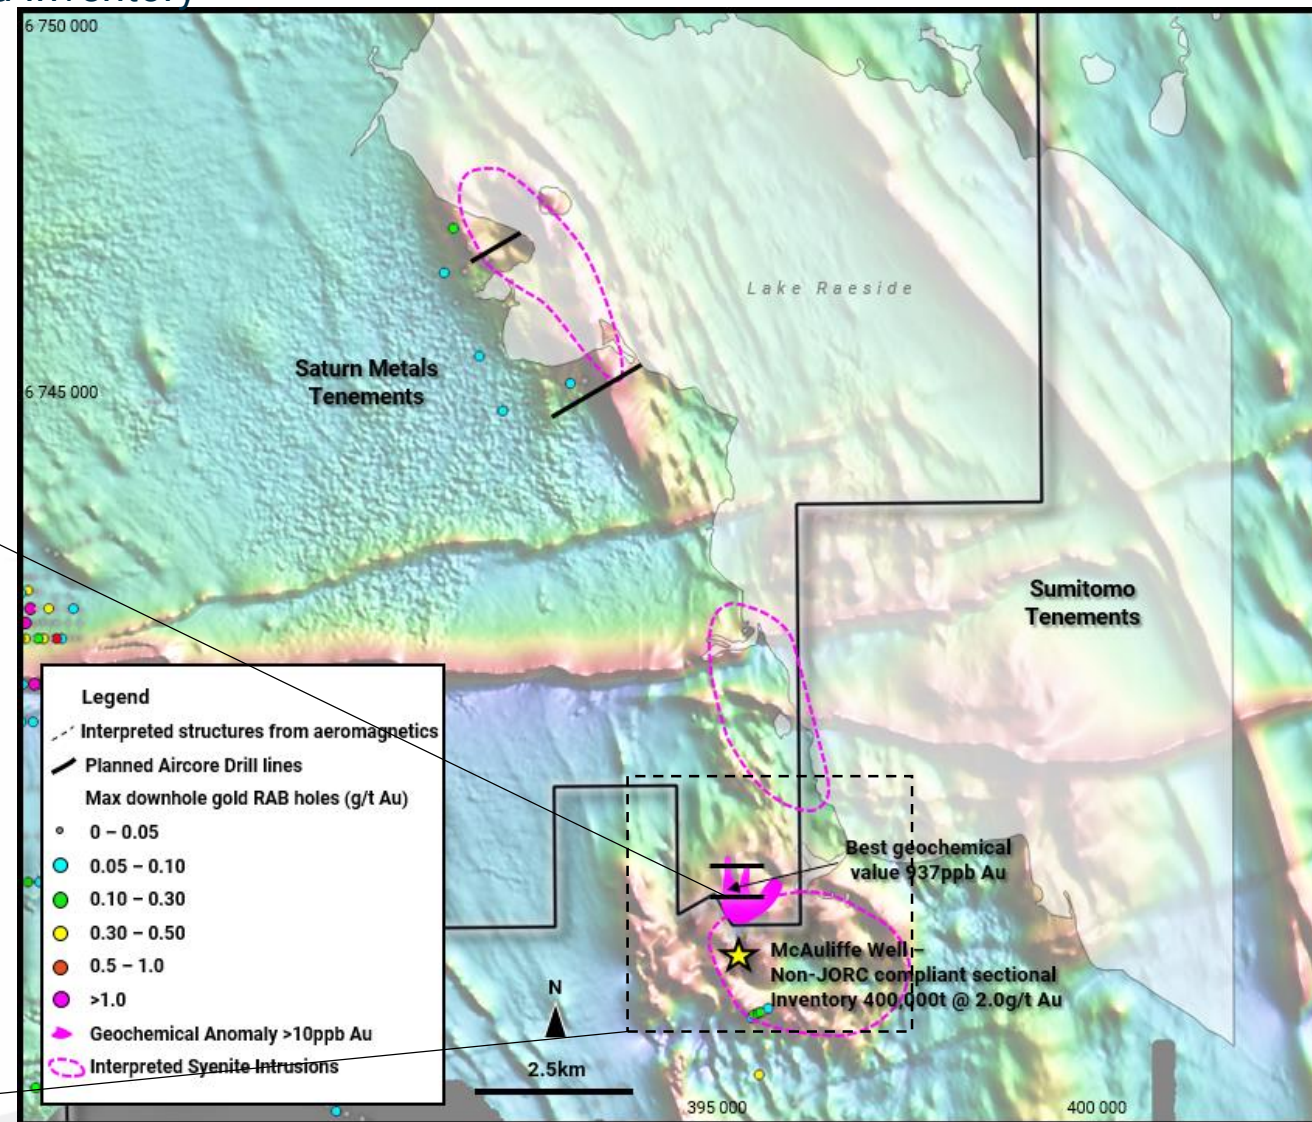 Inventory
6 750 000
Lake Raeside
Saturn Metals
Tenements
6 745 000
Sumitomo
Tenements
Legend
Interpreted structures from aeromagnetics
Planned Aircore Drill lines
Max downhole gold RAB holes (g/t Au)
0 – 0.05
0.05 – 0.10
0.10 – 0.30
0.30 – 0.50
0.5 – 1.0
>1.0
Geochemical Anomaly >10ppb Au
Interpreted Syenite Intrusions
Best geochemical
value 937ppb Au
McAuliffe Well –
Non-JORC compliant sectional
Inventory 400,000t @ 2.0g/t Au
N
2.5km
395 000
400 000